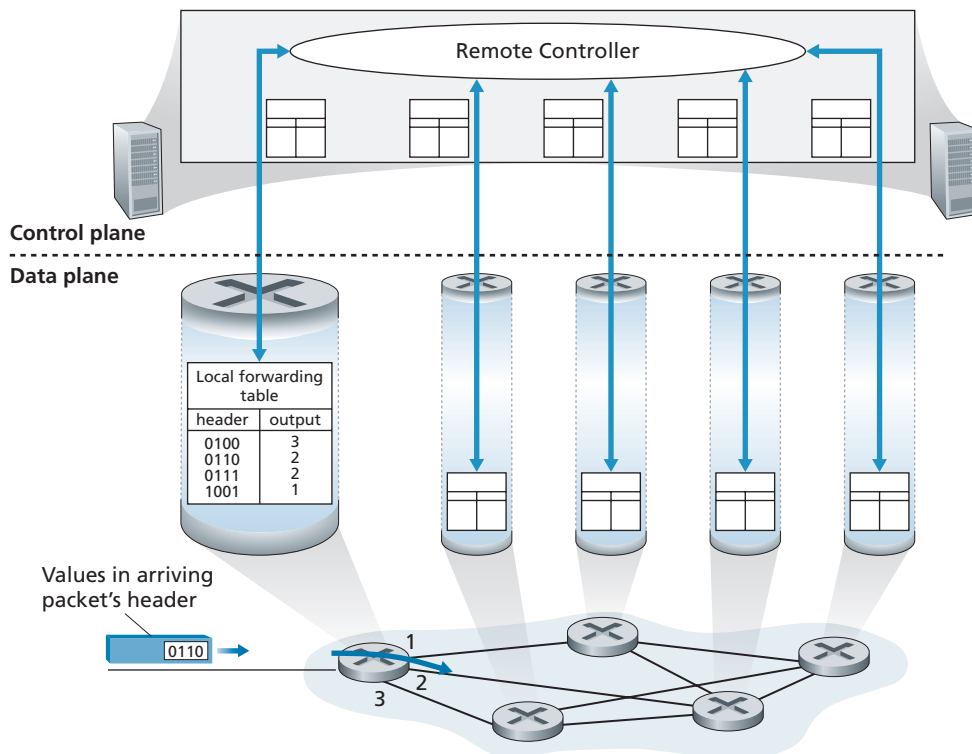 Remote Controller
Control plane
Data plane
Local forwarding
table
header output
0100 3
0110 2
0111 2
1001 1
Values in arriving
packet's header
0110
1
2
3